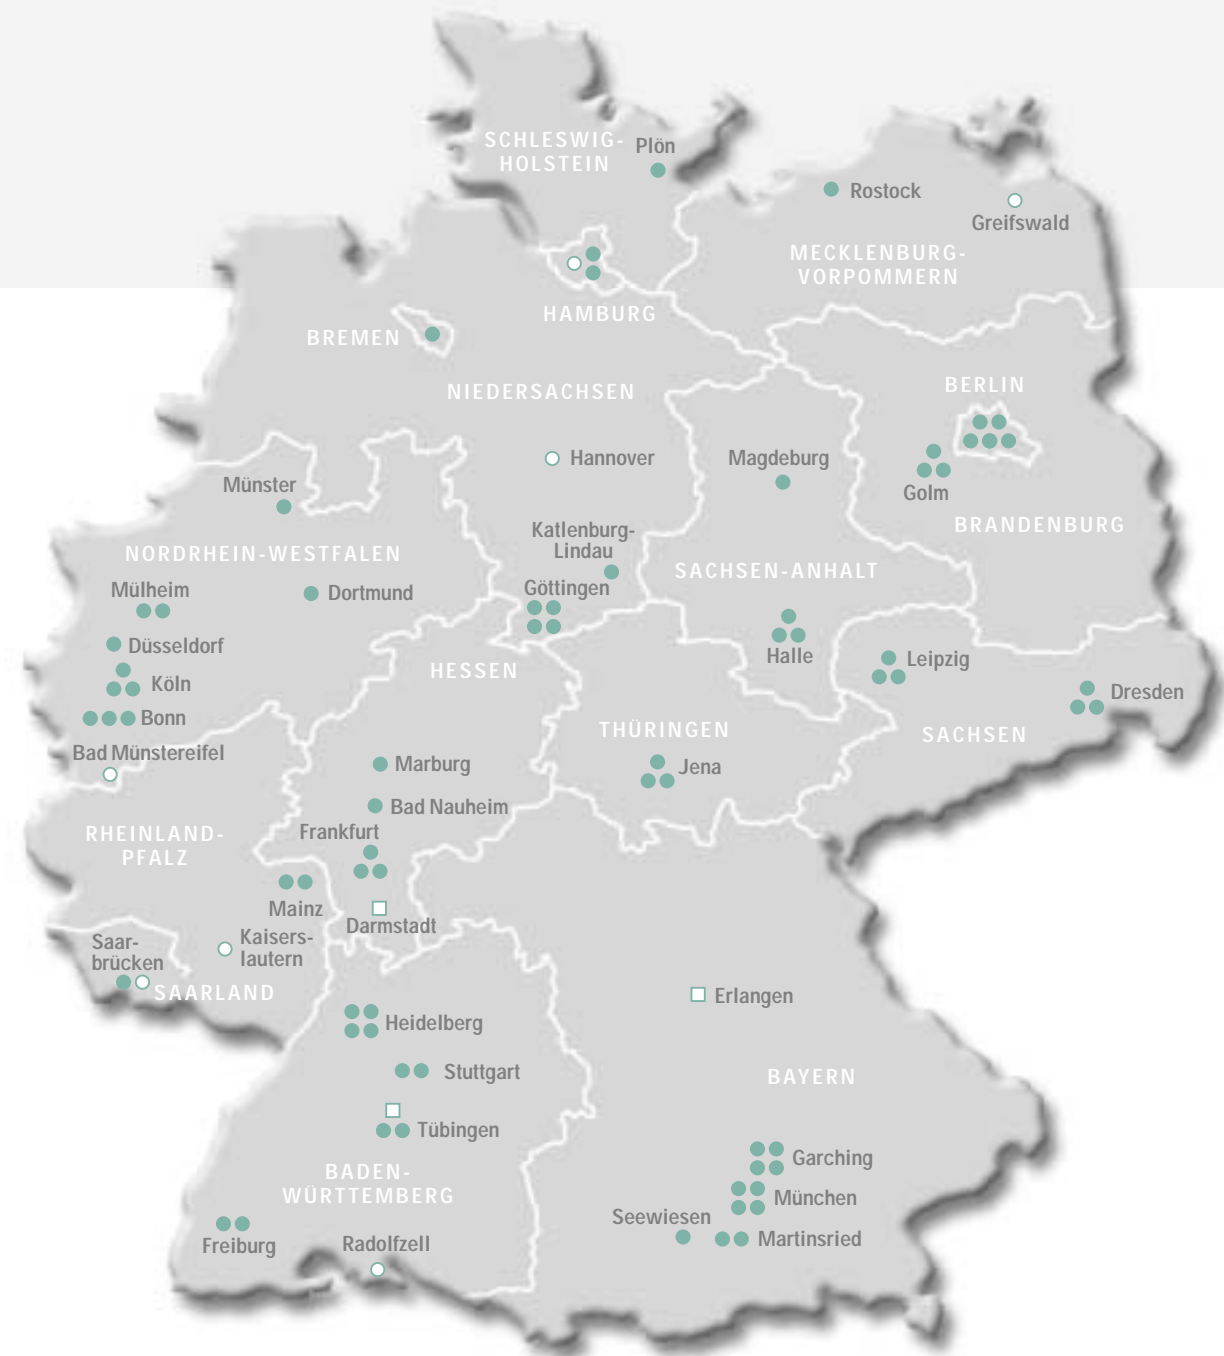 SCHLESWIG-
HOLSTEIN
Plön
Rostock
Greifswald
MECKLENBURG-
VORPOMMERN
HAMBURG
BREMEN
NIEDERSACHSEN
BERLIN
Hannover
Magdeburg
Münster
Golm
BRANDENBURG
Katlenburg-
Lindau
NORDRHEIN-WESTFALEN
SACHSEN-ANHALT
Mülheim
Dortmund
Göttingen
Düsseldorf
Halle
Leipzig
HESSEN
Köln
Dresden
Bonn
THÜRINGEN
SACHSEN
Bad Münstereifel
Marburg
Jena
Bad Nauheim
RHEINLAND-
PFALZ
Frankfurt
Mainz
Darmstadt
Saar-
brücken
Kaisers-
lautern
SAARLAND
Erlangen
Heidelberg
Stuttgart
BAYERN
Tübingen
Garching
BADEN-
WÜRTTEMBERG
München
Seewiesen
Martinsried
Freiburg
Radolfzell